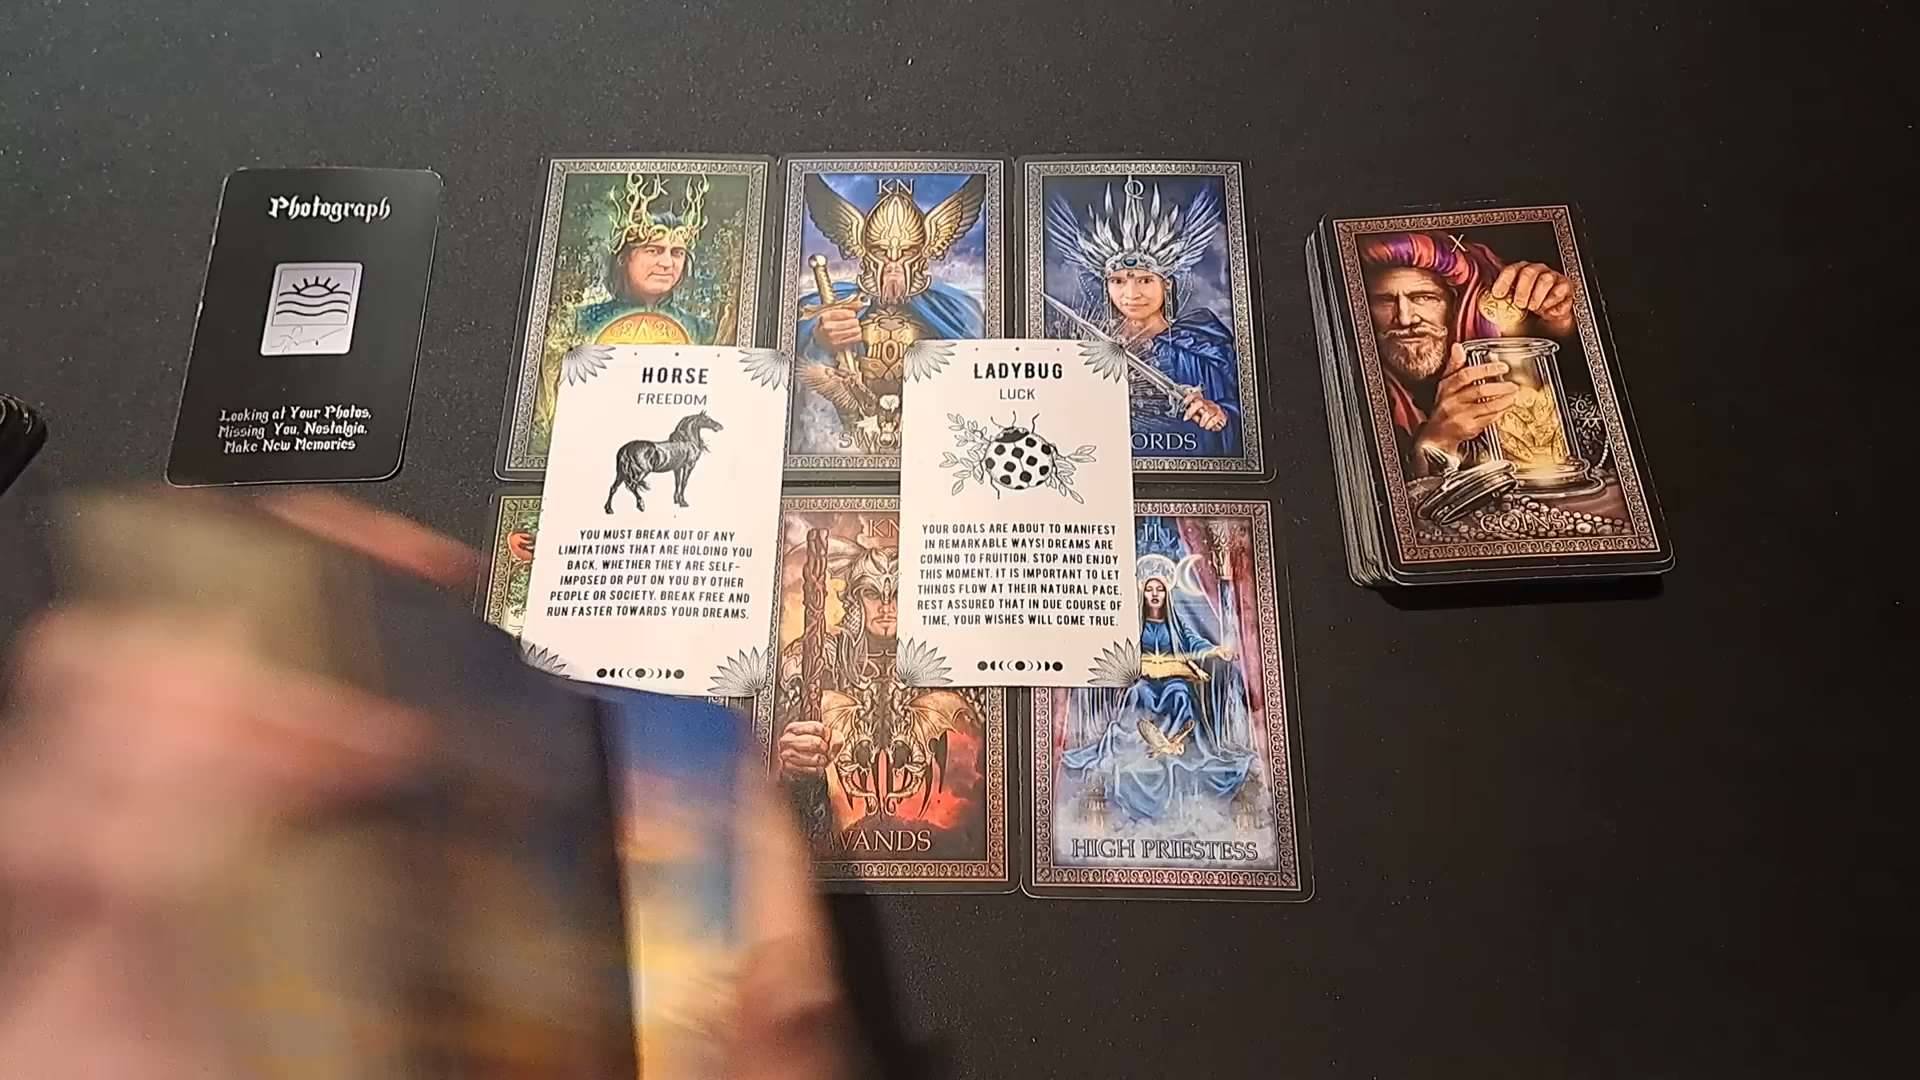 Photograph
Looking at Your Photos,
Missing You, Nostalgia,
Make New Memories
K
KN
Q
X
COINS
HORSE
FREEDOM
YOU MUST BREAK OUT OF ANY
LIMITATIONS THAT ARE HOLDING YOU
BACK, WHETHER THEY ARE SELF-
IMPOSED OR PUT ON YOU BY OTHER
PEOPLE OR SOCIETY. BREAK FREE AND
RUN FASTER TOWARDS YOUR DREAMS.
LADYBUG
LUCK
YOUR GOALS ARE ABOUT TO MANIFEST
IN REMARKABLE WAYS! DREAMS ARE
COMING TO FRUITION. STOP AND ENJOY
THIS MOMENT. IT IS IMPORTANT TO LET
THINGS FLOW AT THEIR NATURAL PACE.
REST ASSURED THAT IN DUE COURSE OF
TIME, YOUR WISHES WILL COME TRUE.
SWO
ORDS
KN
II
WANDS
HIGH PRIESTESS